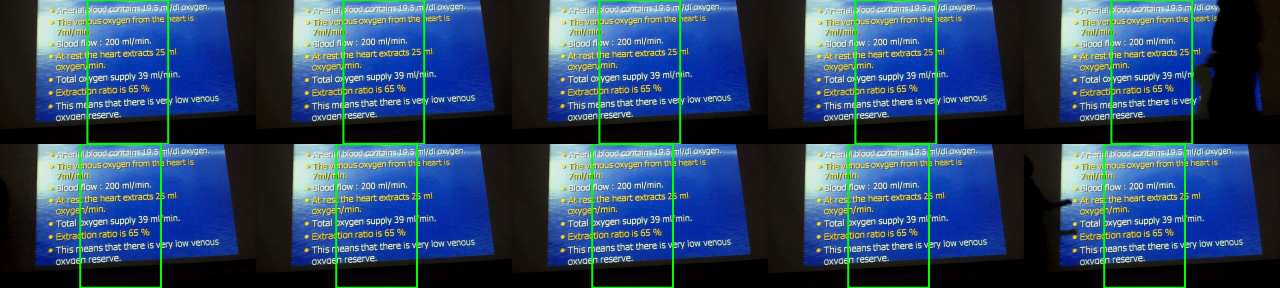 Arterial blood contains 19.5 ml/dl oxygen.
The venous oxygen from the heart is
7ml/min.
Blood flow : 200 ml/min.
At rest the heart extracts 25 ml
oxygen/min.
Total oxygen supply 39 ml/min.
Extraction ratio is 65 %
This means that there is very low venous
oxygen reserve.